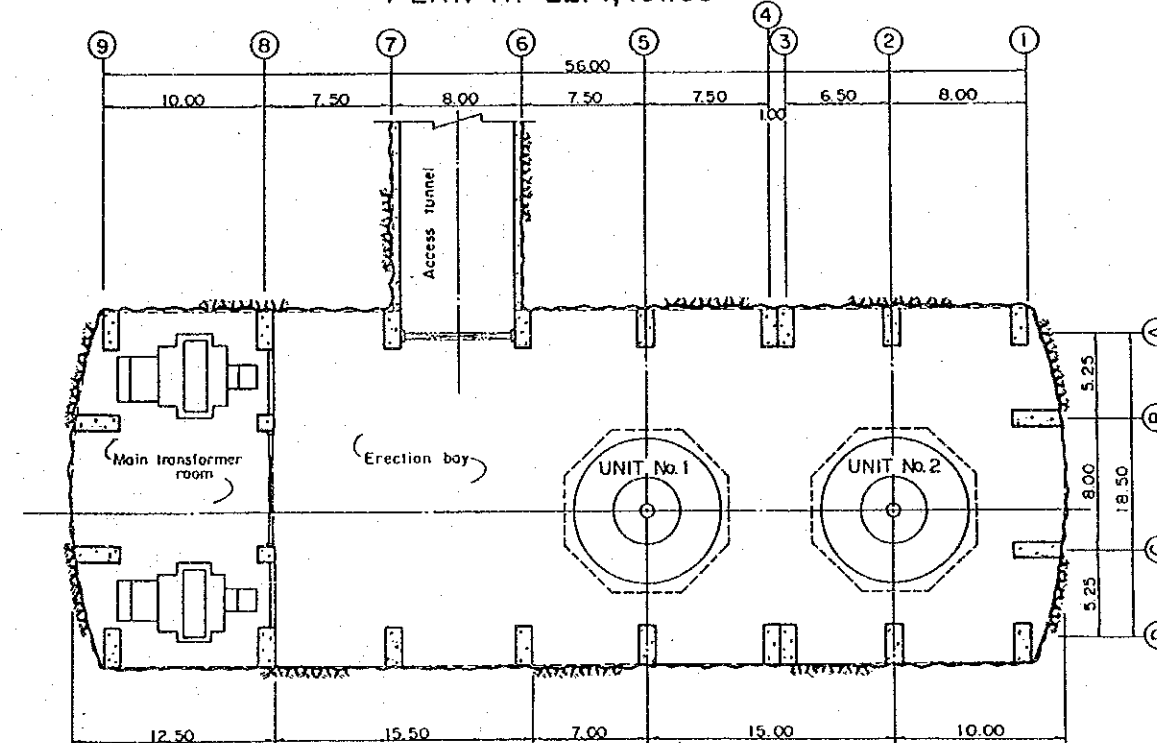 9 8 7 6 5 4 3 2 1
56.00
10.00 7.50 8.00 7.50 7.50 1.00 6.50 8.00
Access tunnel
5.25
8.00
18.50
5.25
Main transformer
room
Erection bay
UNIT No.1
UNIT No.2
12.50 15.50 7.00 15.00 10.00